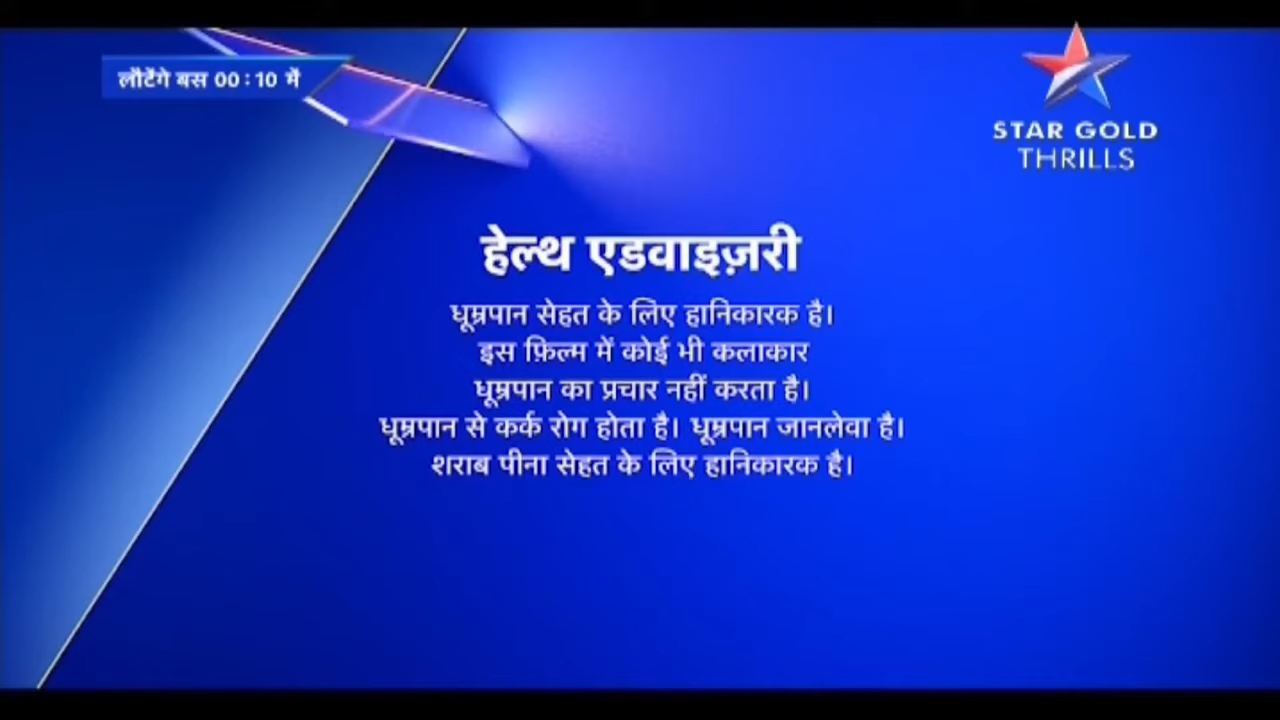 लौटेंगे बस 00:10 में
STAR GOLD
THRILLS
हेल्थ एडवाइज़री
धूम्रपान सेहत के लिए हानिकारक है।
इस फ़िल्म में कोई भी कलाकार
धूम्रपान का प्रचार नहीं करता है।
धूम्रपान से कर्क रोग होता है। धूम्रपान जानलेवा है।
शराब पीना सेहत के लिए हानिकारक है।